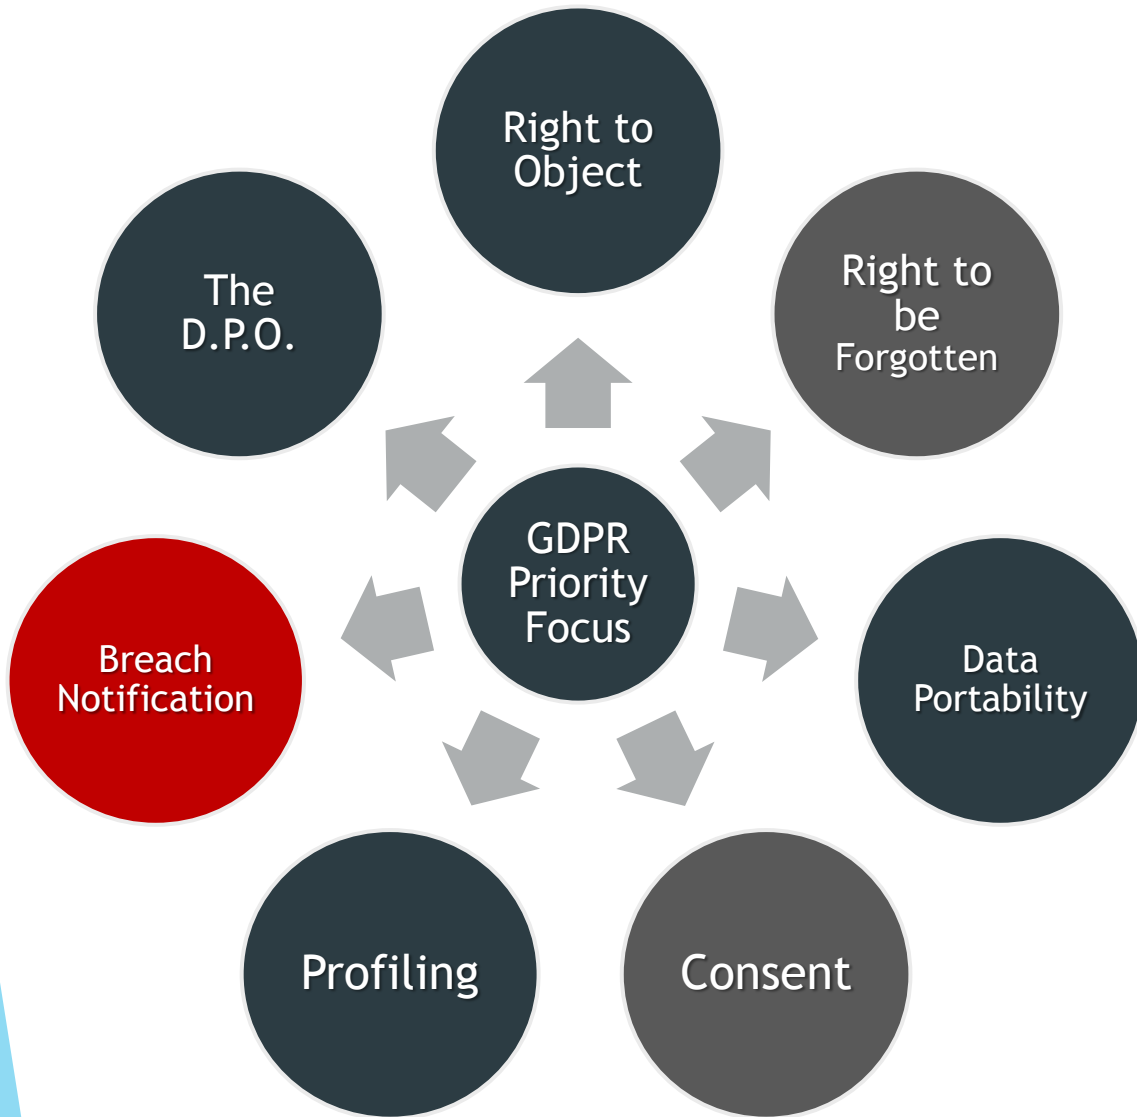 Right to
Object
Right to
be
Forgotten
The
D.P.O.
GDPR
Priority
Focus
Breach
Notification
Data
Portability
Profiling
Consent